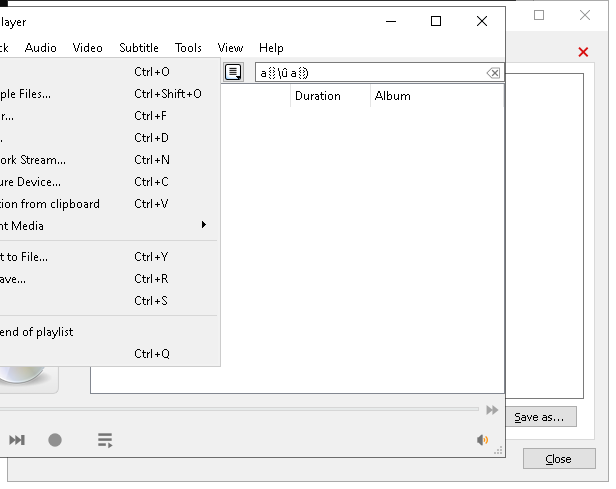 layer
ck Audio Video Subtitle Tools View Help
Ctrl+O
ple Files... Ctrl+Shift+O
er... Ctrl+F
Ctrl+D
ork Stream... Ctrl+N
ure Device... Ctrl+C
tion from clipboard Ctrl+V
nt Media
t to File... Ctrl+Y
ave... Ctrl+R
Ctrl+S
end of playlist
Ctrl+Q
Duration Album
Save as...
Close